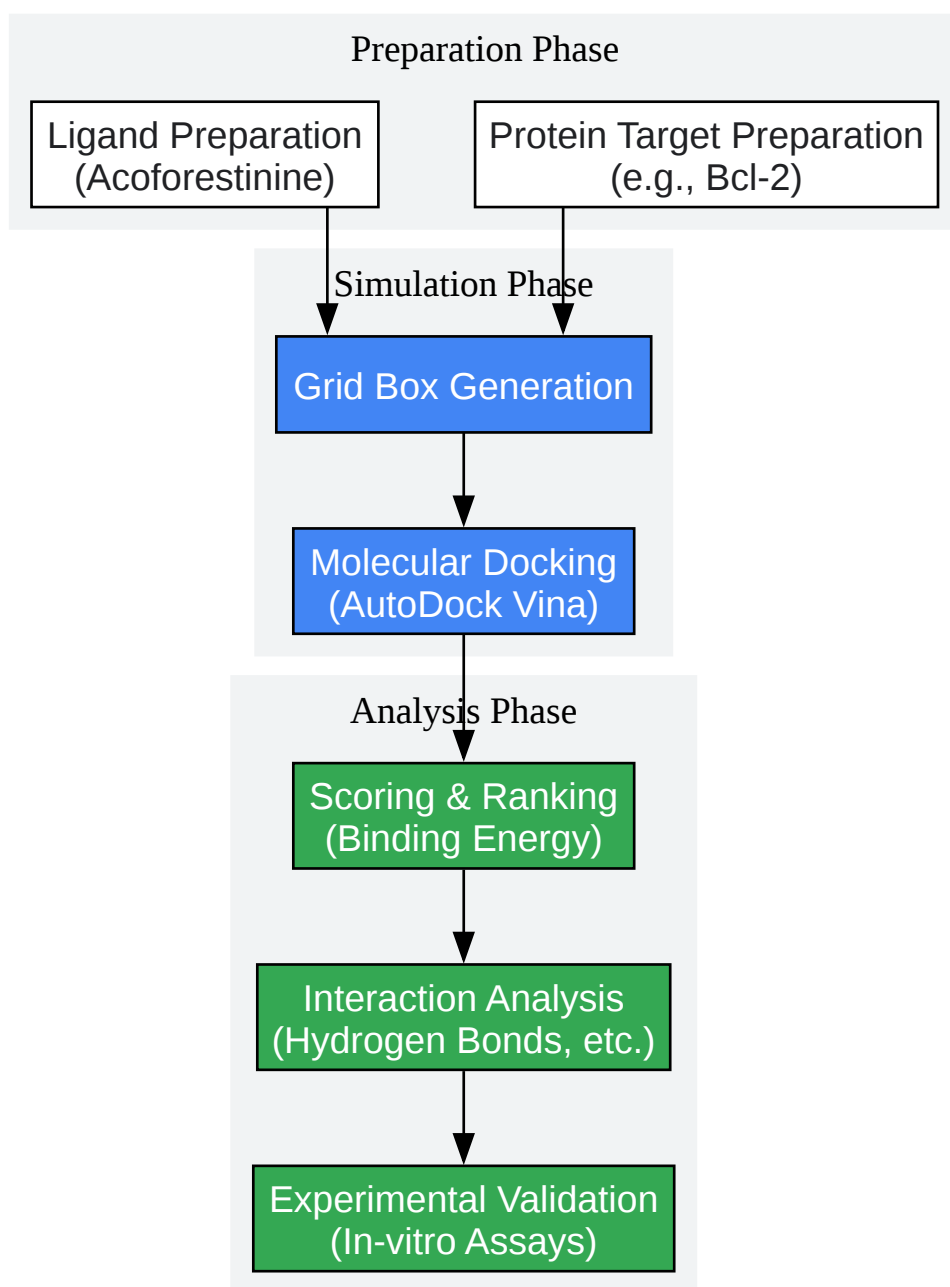 Preparation Phase
Ligand Preparation
(Acoforestinine)
Protein Target Preparation
(e.g., Bcl-2)
Simulation Phase
Grid Box Generation
Molecular Docking
(AutoDock Vina)
Analysis Phase
Scoring & Ranking
(Binding Energy)
Interaction Analysis
(Hydrogen Bonds, etc.)
Experimental Validation
(In-vitro Assays)